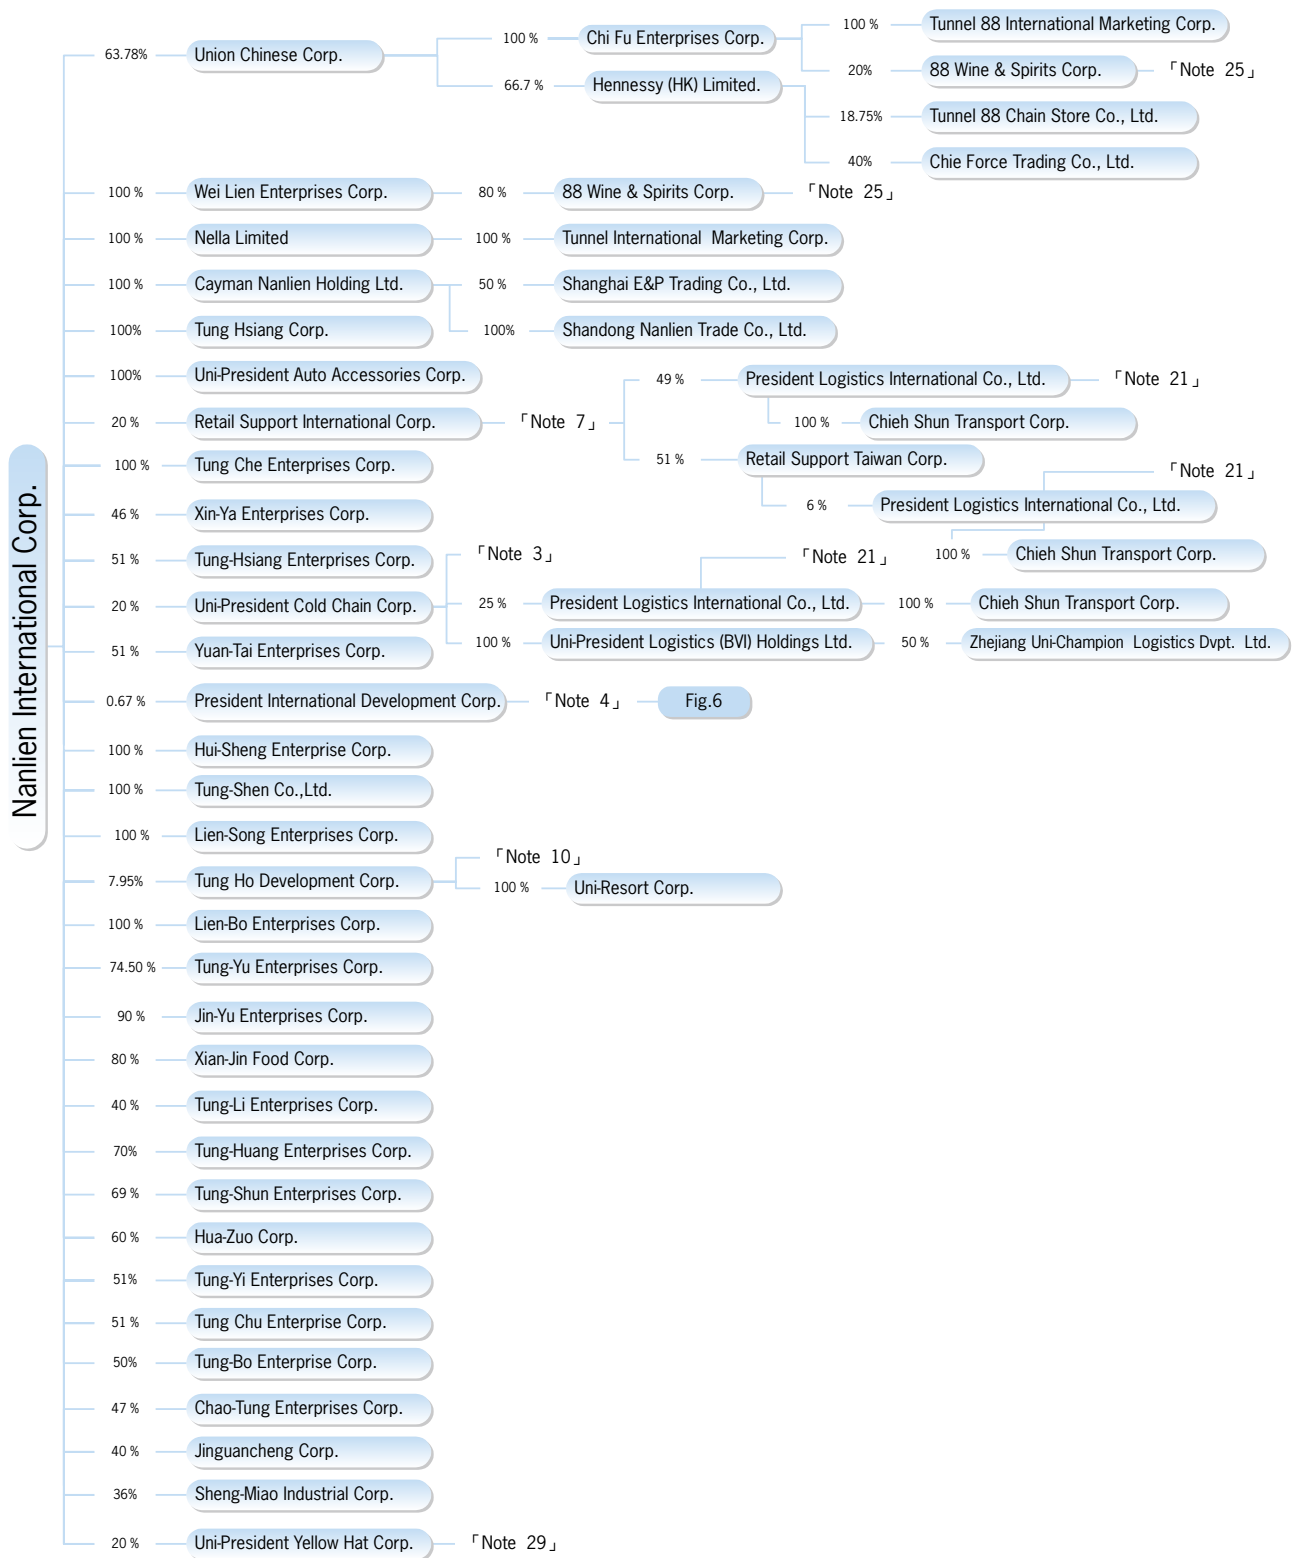 Nanlien International Corp.
63.78% Union Chinese Corp. 100 % Chi Fu Enterprises Corp. 100 % Tunnel 88 International Marketing Corp.
20% 88 Wine & Spirits Corp. 「Note 25」
66.7 % Hennessy (HK) Limited.
18.75% Tunnel 88 Chain Store Co., Ltd.
40% Chie Force Trading Co., Ltd.
100 % Wei Lien Enterprises Corp. 80 % 88 Wine & Spirits Corp. 「Note 25」
100 % Nella Limited 100 % Tunnel International Marketing Corp.
100 % Cayman Nanlien Holding Ltd. 50 % Shanghai E&P Trading Co., Ltd.
100% Tung Hsiang Corp. 100% Shandong Nanlien Trade Co., Ltd.
100% Uni-President Auto Accessories Corp. 49 % President Logistics International Co., Ltd. 「Note 21」
20 % Retail Support International Corp. 「Note 7」 100 % Chieh Shun Transport Corp.
100 % Tung Che Enterprises Corp. 51 % Retail Support Taiwan Corp. 「Note 21」
46 % Xin-Ya Enterprises Corp. 6 % President Logistics International Co., Ltd.
51 % Tung-Hsiang Enterprises Corp. 「Note 3」 「Note 21」 100 % Chieh Shun Transport Corp.
20 % Uni-President Cold Chain Corp. 25 % President Logistics International Co., Ltd. 100 % Chieh Shun Transport Corp.
51 % Yuan-Tai Enterprises Corp. 100 % Uni-President Logistics (BVI) Holdings Ltd. 50 % Zhejiang Uni-Champion Logistics Dvpt. Ltd.
0.67 % President International Development Corp. 「Note 4」 Fig.6
100 % Hui-Sheng Enterprise Corp.
100 % Tung-Shen Co.,Ltd.
100 % Lien-Song Enterprises Corp.
「Note 10」
7.95% Tung Ho Development Corp. 100 % Uni-Resort Corp.
100 % Lien-Bo Enterprises Corp.
74.50 % Tung-Yu Enterprises Corp.
90 % Jin-Yu Enterprises Corp.
80 % Xian-Jin Food Corp.
40 % Tung-Li Enterprises Corp.
70% Tung-Huang Enterprises Corp.
69 % Tung-Shun Enterprises Corp.
60 % Hua-Zuo Corp.
51% Tung-Yi Enterprises Corp.
51 % Tung Chu Enterprise Corp.
50% Tung-Bo Enterprise Corp.
47 % Chao-Tung Enterprises Corp.
40 % Jinguancheng Corp.
36% Sheng-Miao Industrial Corp.
20 % Uni-President Yellow Hat Corp. 「Note 29」